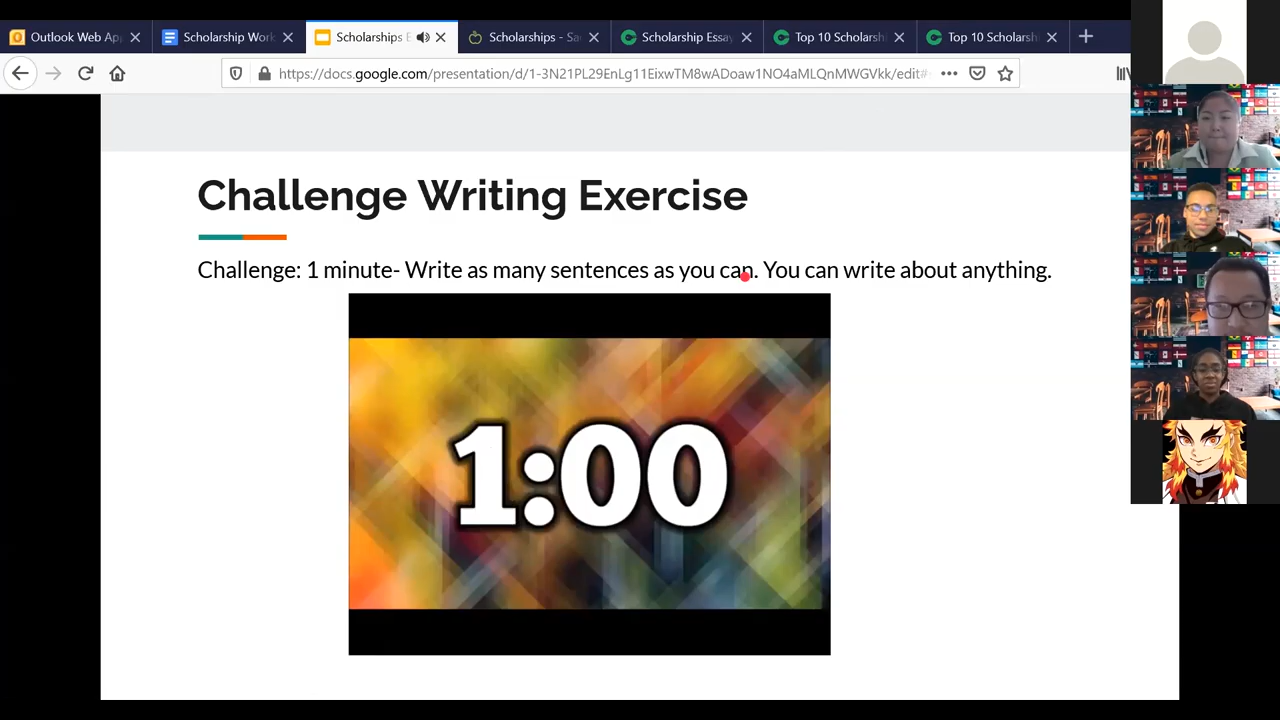 Outlook Web Ap
Scholarship Work
Scholarships E
Scholarships - Sa
Scholarship Essay
Top 10 Scholarshi
Top 10 Scholarshi
https://docs.google.com/presentation/d/1-3N21PL29EnLg11EixwTM8wADoaw1NO4aMLQnMWGVkk/edit#
Challenge Writing Exercise
Challenge: 1 minute- Write as many sentences as you can. You can write about anything.
1:00